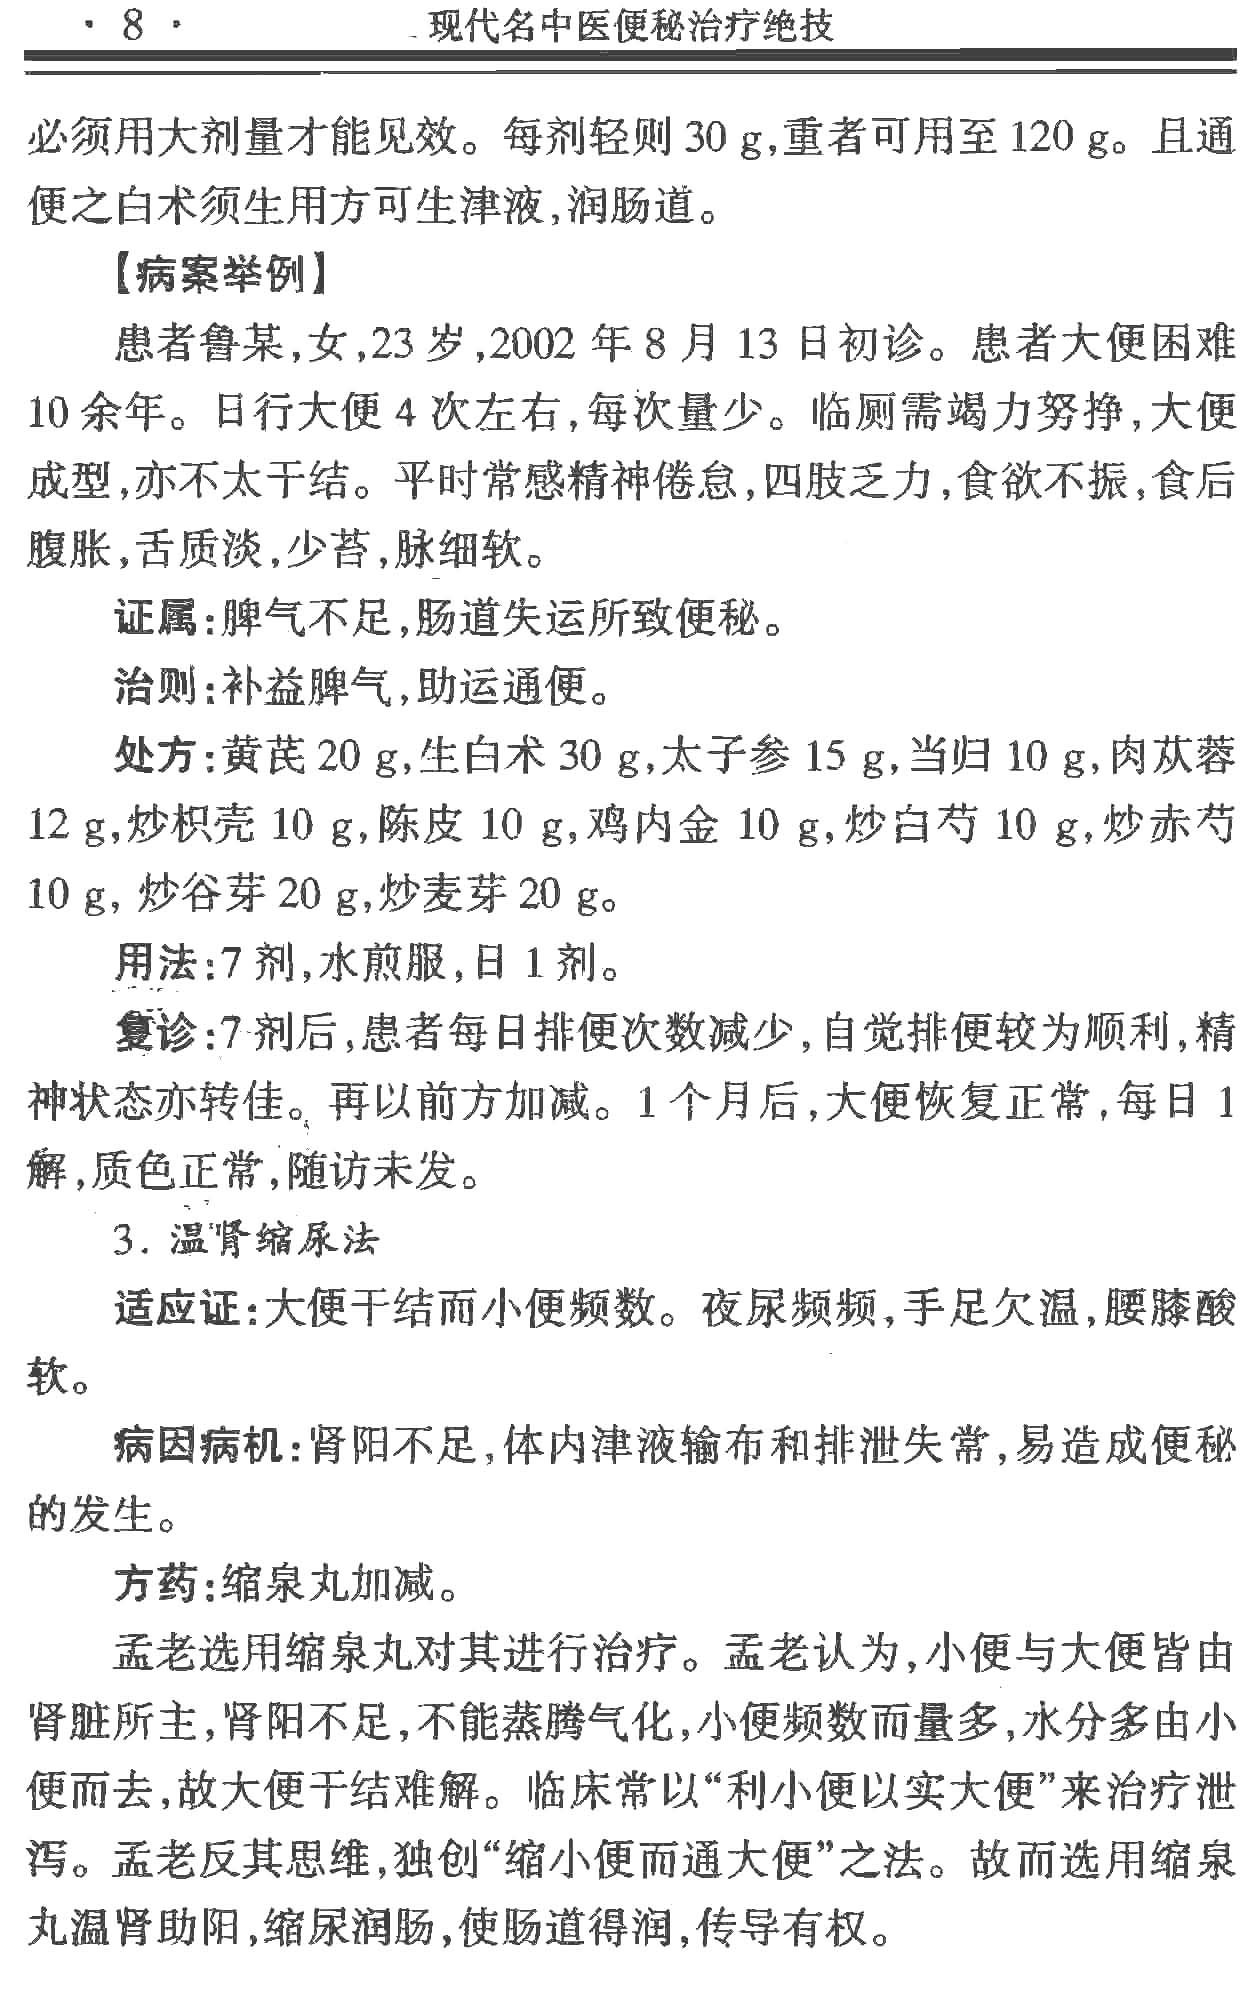 · 8 · 现代名中医便秘治疗绝技
必须用大剂量才能见效。每剂轻则 30 g,重者可用至 120 g。且通
便之白术须生用方可生津液,润肠道。
【病案举例】
患者鲁某,女,23 岁,2002 年 8 月 13 日初诊。患者大便困难
10 余年。日行大便 4 次左右,每次量少。临厕需竭力努挣,大便
成型,亦不太干结。平时常感精神倦怠,四肢乏力,食欲不振,食后
腹胀,舌质淡,少苔,脉细软。
证属:脾气不足,肠道失运所致便秘。
治则:补益脾气,助运通便。
处方:黄芪 20 g,生白术 30 g,太子参 15 g,当归 10 g,肉苁蓉
12 g,炒枳壳 10 g,陈皮 10 g,鸡内金 10 g,炒白芍 10 g,炒赤芍
10 g, 炒谷芽 20 g,炒麦芽 20 g。
用法:7 剂,水煎服,日 1 剂。
复诊:7 剂后,患者每日排便次数减少,自觉排便较为顺利,精
神状态亦转佳。再以前方加减。1 个月后,大便恢复正常,每日 1
解,质色正常,随访未发。
3. 温肾缩尿法
适应证:大便干结而小便频数。夜尿频频,手足欠温,腰膝酸
软。
病因病机:肾阳不足,体内津液输布和排泄失常,易造成便秘
的发生。
方药:缩泉丸加减。
孟老选用缩泉丸对其进行治疗。孟老认为,小便与大便皆由
肾脏所主,肾阳不足,不能蒸腾气化,小便频数而量多,水分多由小
便而去,故大便干结难解。临床常以“利小便以实大便”来治疗泄
泻。孟老反其思维,独创“缩小便而通大便”之法。故而选用缩泉
丸温肾助阳,缩尿润肠,使肠道得润,传导有权。